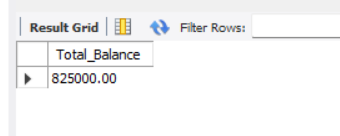 Result Grid Filter Rows:
Total_Balance
825000.00